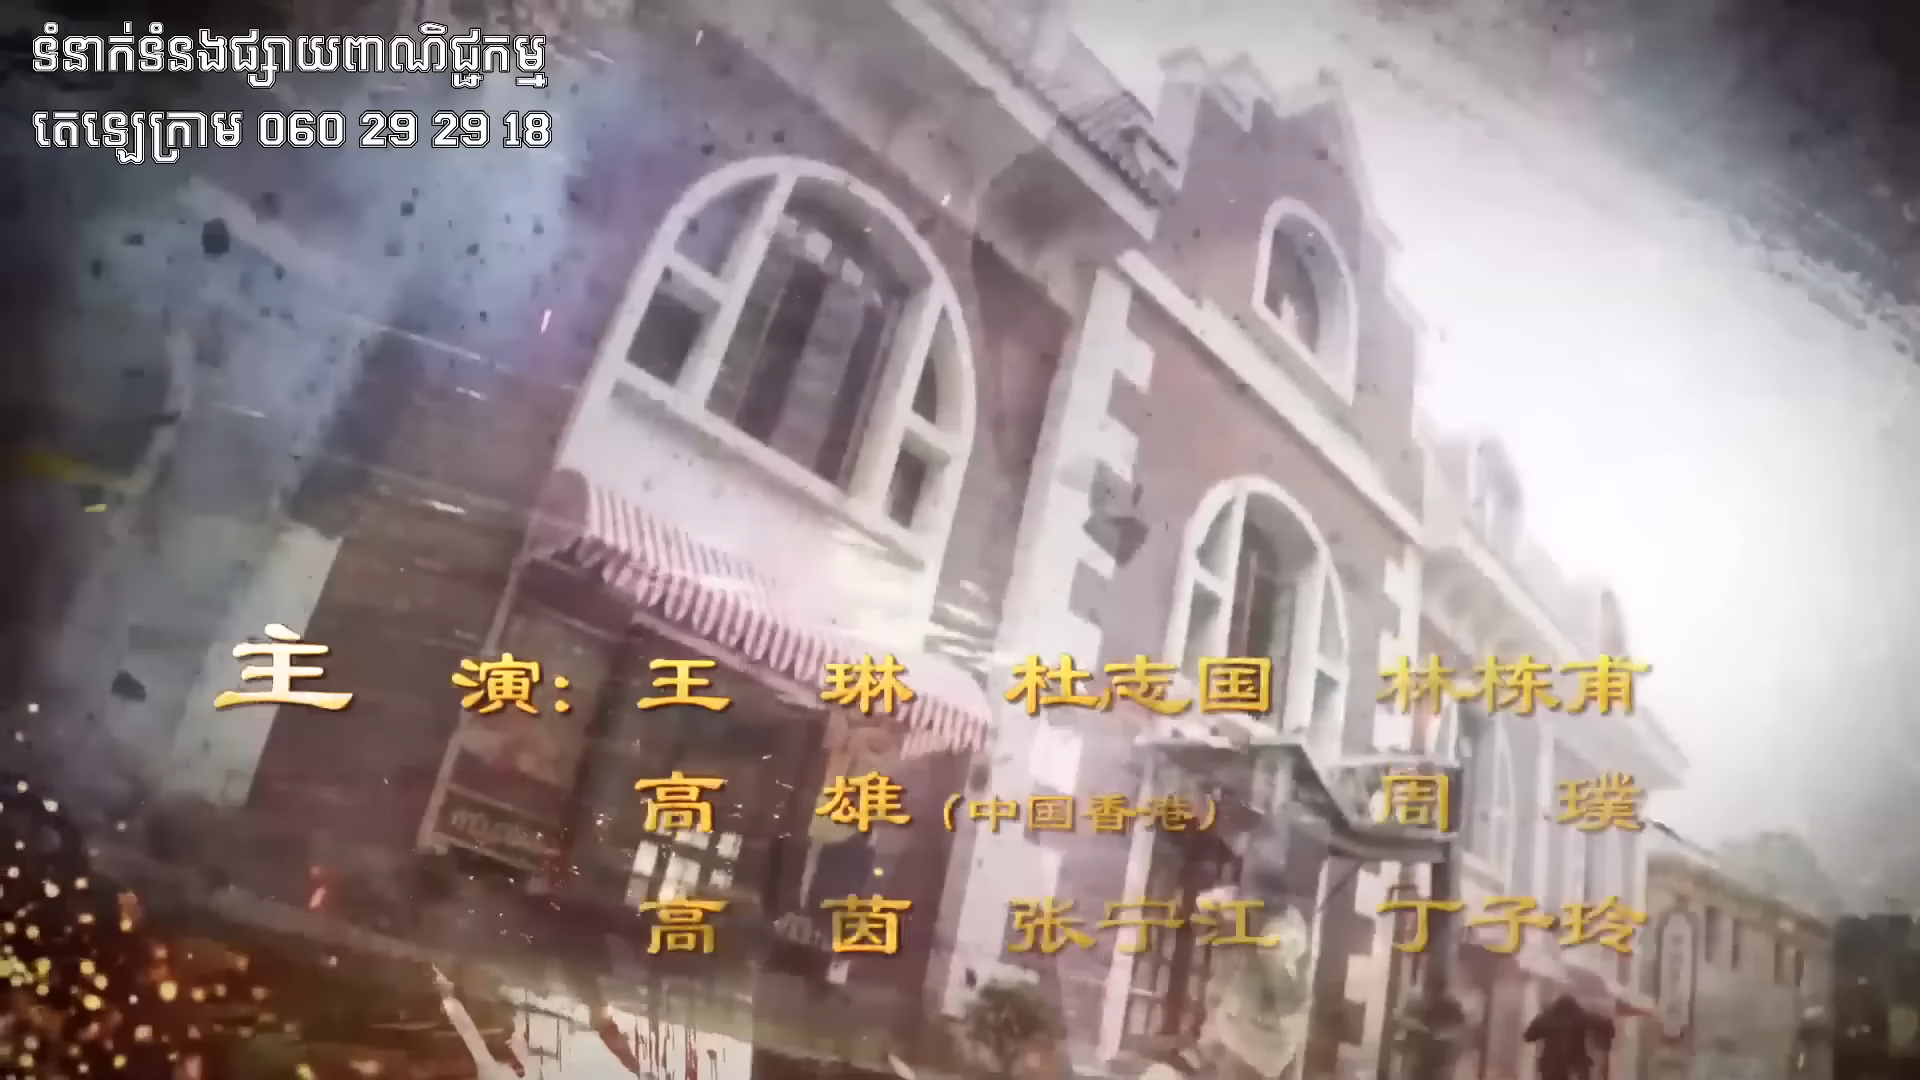 ទំនាក់ទំនងផ្សាយពាណិជ្ជកម្ម
តេឡេក្រាម 060 29 29 18
主演: 王琳 杜志国 林栋甫
高雄(中国香港) 周璞
高茵 张宁江 丁子玲